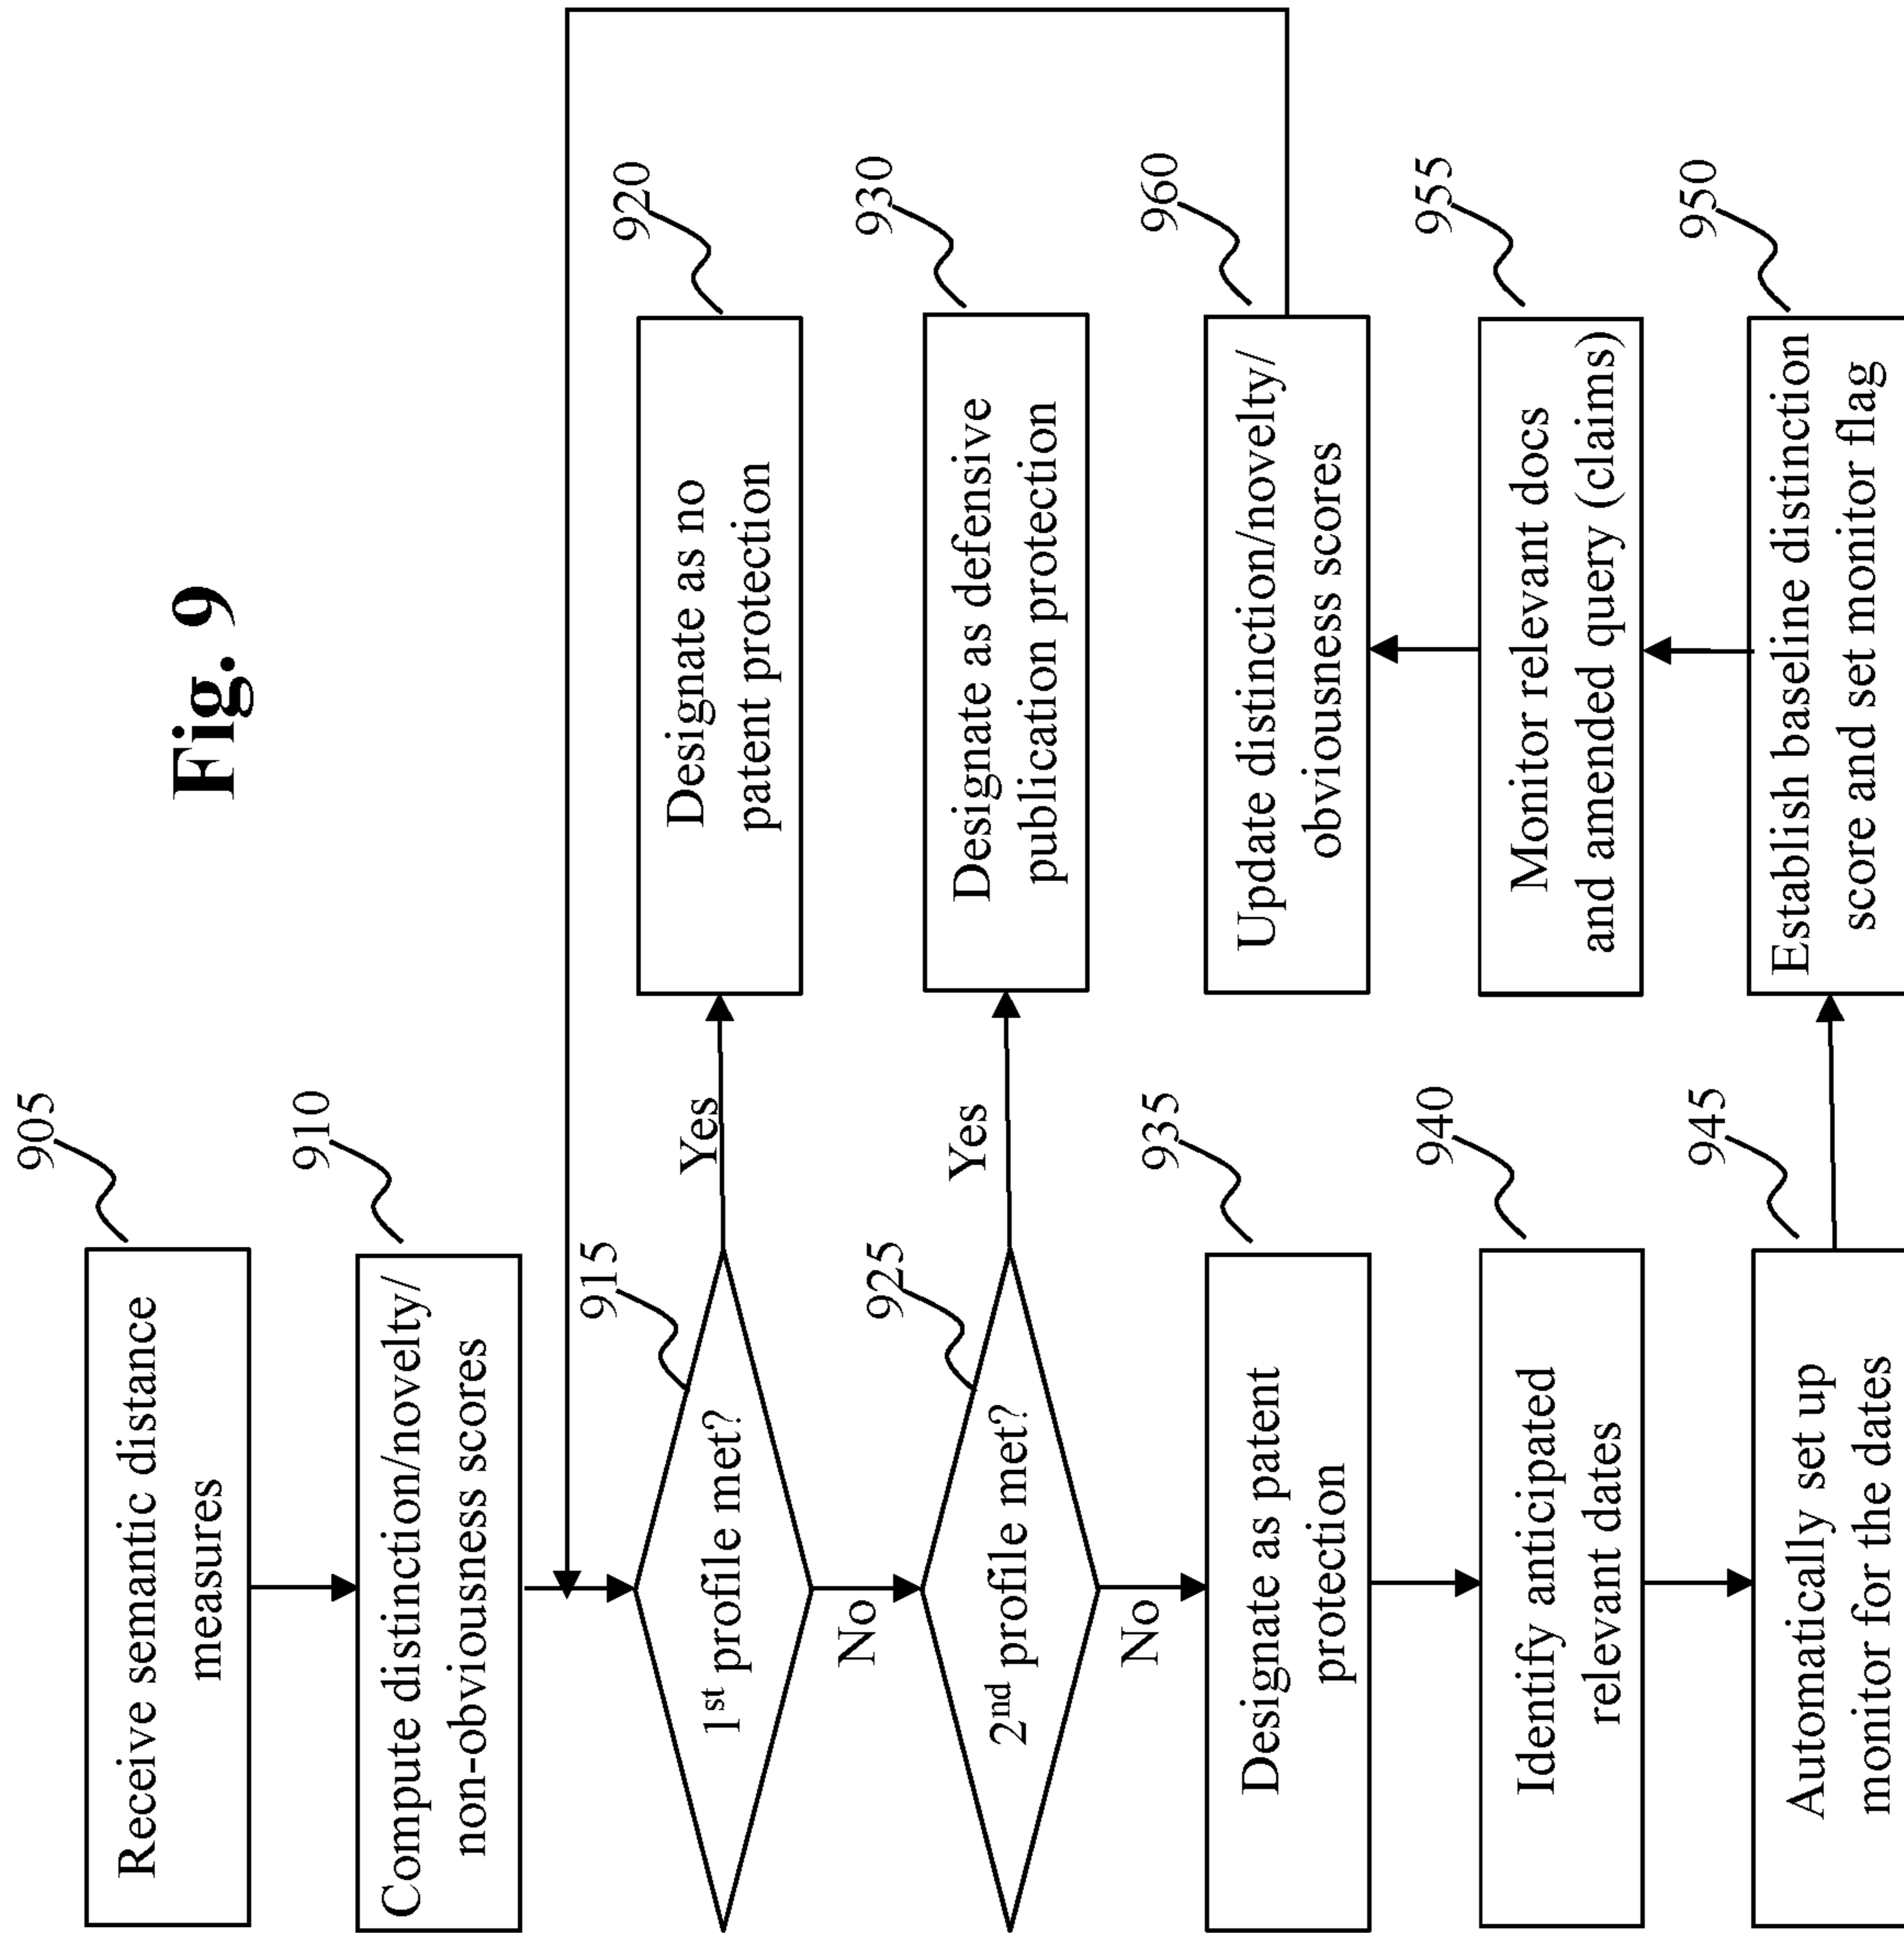 Fig. 9
905
Receive semantic distance
measures
910
Compute distinction/novelty/
non-obviousness scores
915
1st profile met?
Yes
920
Designate as no
patent protection
No
925
2nd profile met?
Yes
930
Designate as defensive
publication protection
No
935
Designate as patent
protection
940
Identify anticipated
relevant dates
945
Automatically set up
monitor for the dates
950
Establish baseline distinction
score and set monitor flag
955
Monitor relevant docs
and amended query (claims)
960
Update distinction/novelty/
obviousness scores